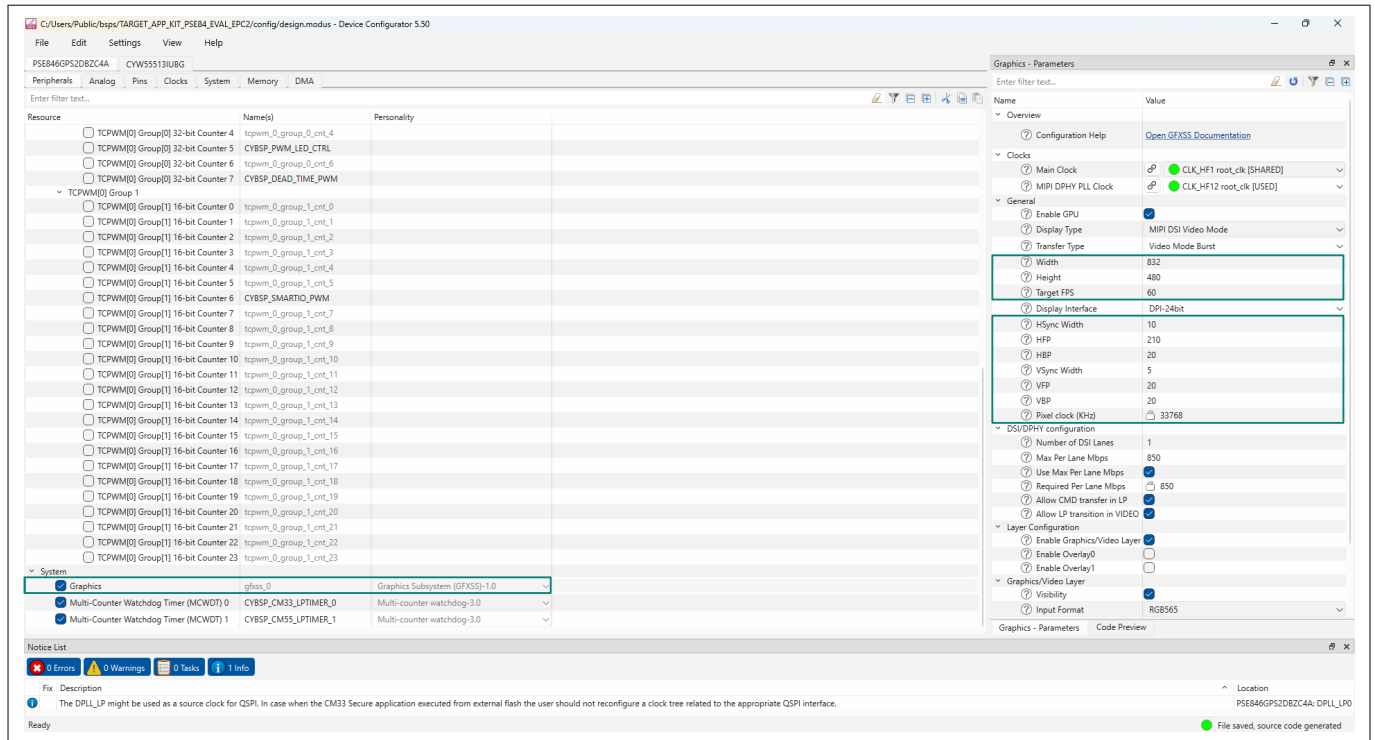 C:/Users/Public/bsps/TARGET_APP_KIT_PSE84_EVAL_EPC2/config/design.modus - Device Configurator 5.50
File Edit Settings View Help
PSE846GPS2DBZC4A CYW55513IUBG
Peripherals Analog Pins Clocks System Memory DMA
Enter filter text...
Resource Name(s) Personality
TCPWM[0] Group[0] 32-bit Counter 4 tcpwm_0_group_0_cnt_4
TCPWM[0] Group[0] 32-bit Counter 5 CYBSP_PWM_LED_CTRL
TCPWM[0] Group[0] 32-bit Counter 6 tcpwm_0_group_0_cnt_6
TCPWM[0] Group[0] 32-bit Counter 7 CYBSP_DEAD_TIME_PWM
TCPWM[0] Group 1
TCPWM[0] Group[1] 16-bit Counter 0 tcpwm_0_group_1_cnt_0
TCPWM[0] Group[1] 16-bit Counter 1 tcpwm_0_group_1_cnt_1
TCPWM[0] Group[1] 16-bit Counter 2 tcpwm_0_group_1_cnt_2
TCPWM[0] Group[1] 16-bit Counter 3 tcpwm_0_group_1_cnt_3
TCPWM[0] Group[1] 16-bit Counter 4 tcpwm_0_group_1_cnt_4
TCPWM[0] Group[1] 16-bit Counter 5 tcpwm_0_group_1_cnt_5
TCPWM[0] Group[1] 16-bit Counter 6 CYBSP_SMARTIO_PWM
TCPWM[0] Group[1] 16-bit Counter 7 tcpwm_0_group_1_cnt_7
TCPWM[0] Group[1] 16-bit Counter 8 tcpwm_0_group_1_cnt_8
TCPWM[0] Group[1] 16-bit Counter 9 tcpwm_0_group_1_cnt_9
TCPWM[0] Group[1] 16-bit Counter 10 tcpwm_0_group_1_cnt_10
TCPWM[0] Group[1] 16-bit Counter 11 tcpwm_0_group_1_cnt_11
TCPWM[0] Group[1] 16-bit Counter 12 tcpwm_0_group_1_cnt_12
TCPWM[0] Group[1] 16-bit Counter 13 tcpwm_0_group_1_cnt_13
TCPWM[0] Group[1] 16-bit Counter 14 tcpwm_0_group_1_cnt_14
TCPWM[0] Group[1] 16-bit Counter 15 tcpwm_0_group_1_cnt_15
TCPWM[0] Group[1] 16-bit Counter 16 tcpwm_0_group_1_cnt_16
TCPWM[0] Group[1] 16-bit Counter 17 tcpwm_0_group_1_cnt_17
TCPWM[0] Group[1] 16-bit Counter 18 tcpwm_0_group_1_cnt_18
TCPWM[0] Group[1] 16-bit Counter 19 tcpwm_0_group_1_cnt_19
TCPWM[0] Group[1] 16-bit Counter 20 tcpwm_0_group_1_cnt_20
TCPWM[0] Group[1] 16-bit Counter 21 tcpwm_0_group_1_cnt_21
TCPWM[0] Group[1] 16-bit Counter 22 tcpwm_0_group_1_cnt_22
TCPWM[0] Group[1] 16-bit Counter 23 tcpwm_0_group_1_cnt_23
System
Graphics gfxss_0 Graphics Subsystem (GFXSS)-1.0
Multi-Counter Watchdog Timer (MCWDT) 0 CYBSP_CM33_LPTIMER_0 Multi-counter watchdog-3.0
Multi-Counter Watchdog Timer (MCWDT) 1 CYBSP_CM55_LPTIMER_1 Multi-counter watchdog-3.0
Graphics - Parameters
Enter filter text...
Name Value
Overview
Configuration Help Open GFXSS Documentation
Clocks
Main Clock CLK_HF1 root_clk [SHARED]
MIPI DPHY PLL Clock CLK_HF12 root_clk [USED]
General
Enable GPU
Display Type MIPI DSI Video Mode
Transfer Type Video Mode Burst
Width 832
Height 480
Target FPS 60
Display Interface DPI-24bit
HSync Width 10
HFP 210
HBP 20
VSync Width 5
VFP 20
VBP 20
Pixel clock (KHz) 33768
DSI/DPHY configuration
Number of DSI Lanes 1
Max Per Lane Mbps 850
Use Max Per Lane Mbps
Required Per Lane Mbps 850
Allow CMD transfer in LP
Allow LP transition in VIDEO
Layer Configuration
Enable Graphics/Video Layer
Enable Overlay0
Enable Overlay1
Graphics/Video Layer
Visibility
Input Format RGB565
Graphics - Parameters Code Preview
Notice List
0 Errors 0 Warnings 0 Tasks 1 Info
Fix Description Location
The DPLL_LP might be used as a source clock for QSPI. In case when the CM33 Secure application executed from external flash the user should not reconfigure a clock tree related to the appropriate QSPI interface. PSE846GPS2DBZC4A: DPLL_LP0
Ready File saved, source code generated